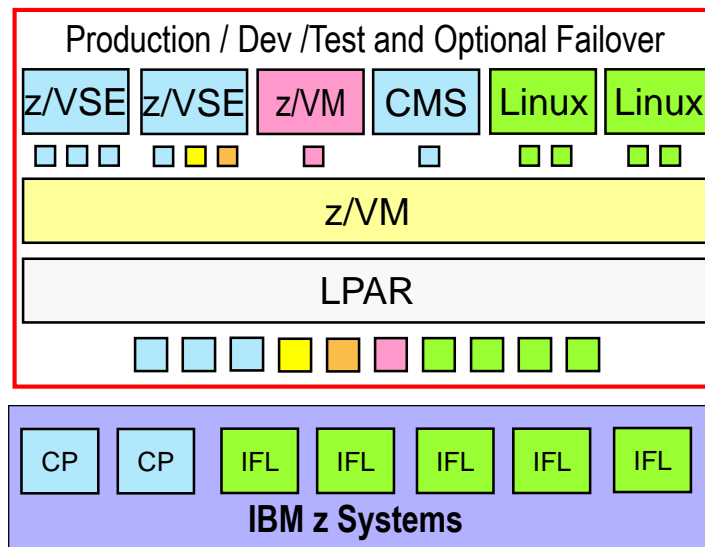 Production / Dev /Test and Optional Failover
z/VSE z/VSE z/VM CMS Linux Linux
z/VM
LPAR
CP CP IFL IFL IFL IFL IFL
IBM z Systems